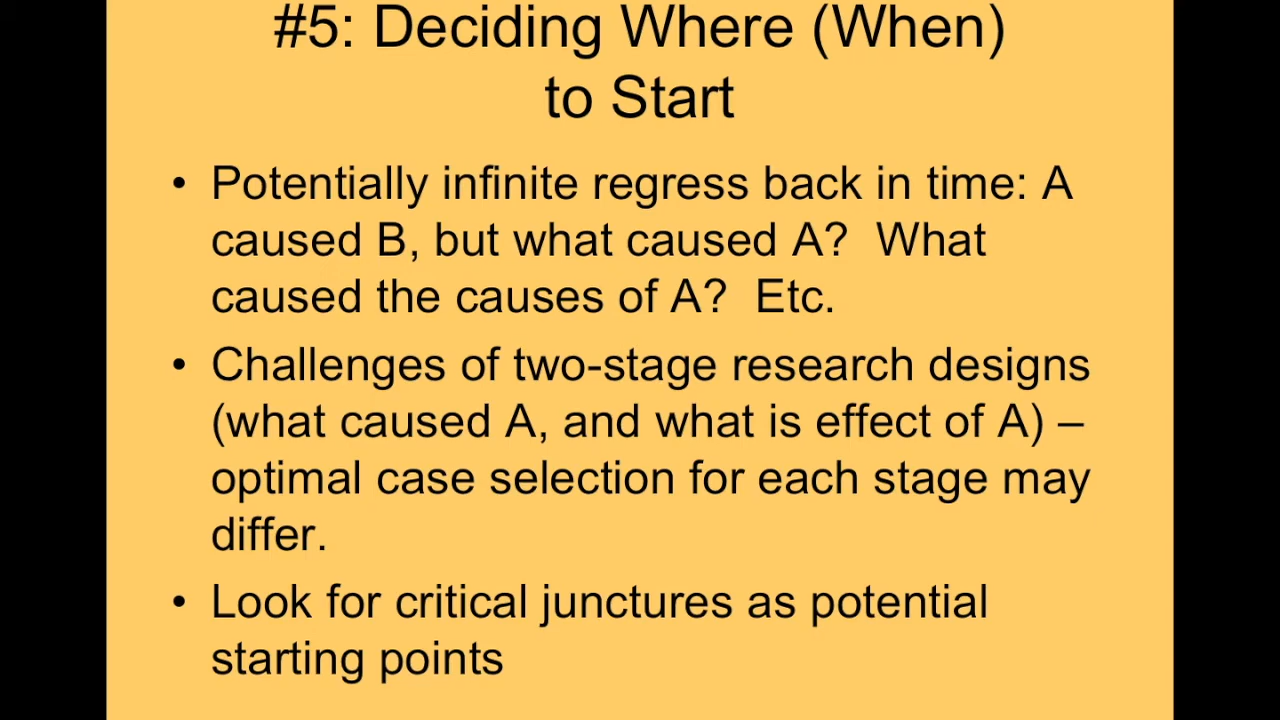 #5: Deciding Where (When)
to Start
• Potentially infinite regress back in time: A
caused B, but what caused A?  What
caused the causes of A?  Etc.
• Challenges of two-stage research designs
(what caused A, and what is effect of A) –
optimal case selection for each stage may
differ.
• Look for critical junctures as potential
starting points